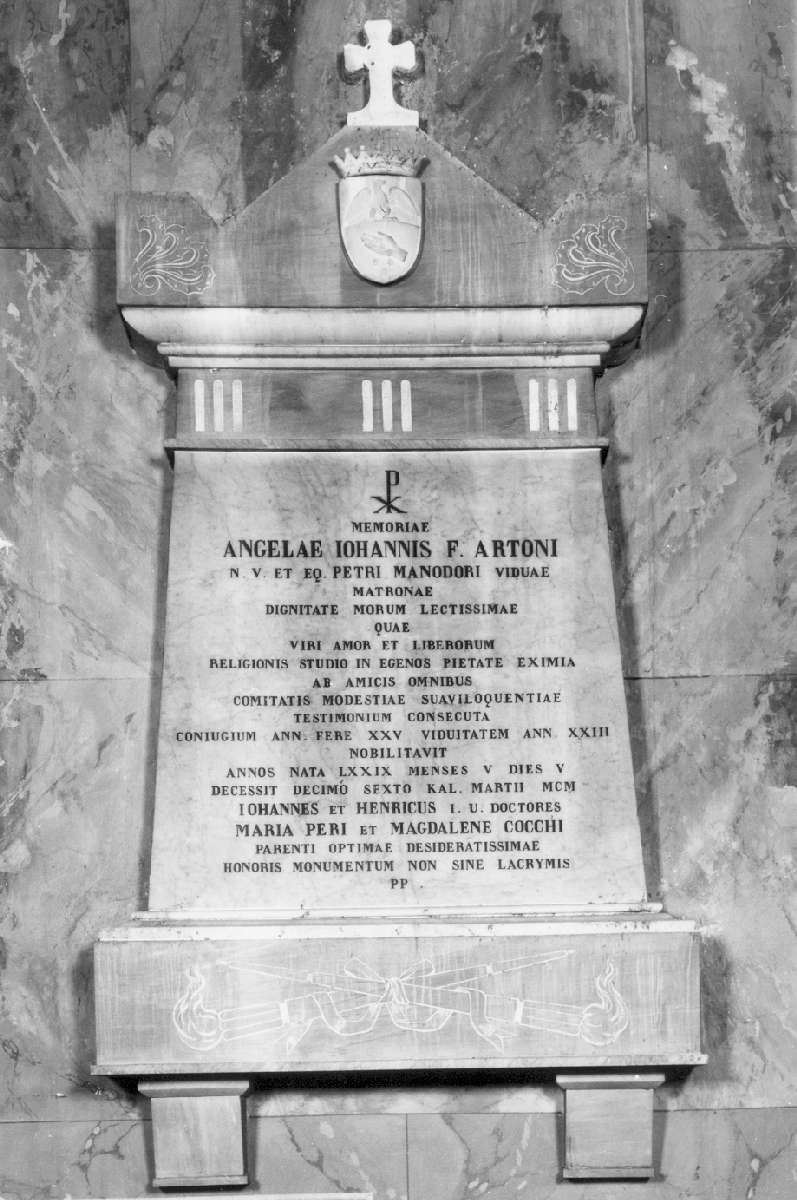 ☧
MEMORIAE
ANGELAE IOHANNIS F. ARTONI
N. V. ET EQ. PETRI MANODORI VIDUAE
MATRONAE
DIGNITATE MORUM LECTISSIMAE
QUAE
VIRI AMOR ET LIBERORUM
RELIGIONIS STUDIO IN EGENOS PIETATE EXIMIA
AB AMICIS OMNIBUS
COMITATIS MODESTIAE SUAVILOQUENTIAE
TESTIMONIUM CONSECUTA
CONIUGIUM ANN. FERE XXV VIDUITATEM ANN. XXIII
NOBILITAVIT
ANNOS NATA LXXIX MENSES V DIES V
DECESSIT DECIMO SEXTO KAL. MARTII MCM
IOHANNES ET HENRICUS I. U. DOCTORES
MARIA PERI ET MAGDALENE COCCHI
PARENTI OPTIMAE DESIDERATISSIMAE
HONORIS MONUMENTUM NON SINE LACRYMIS
PP